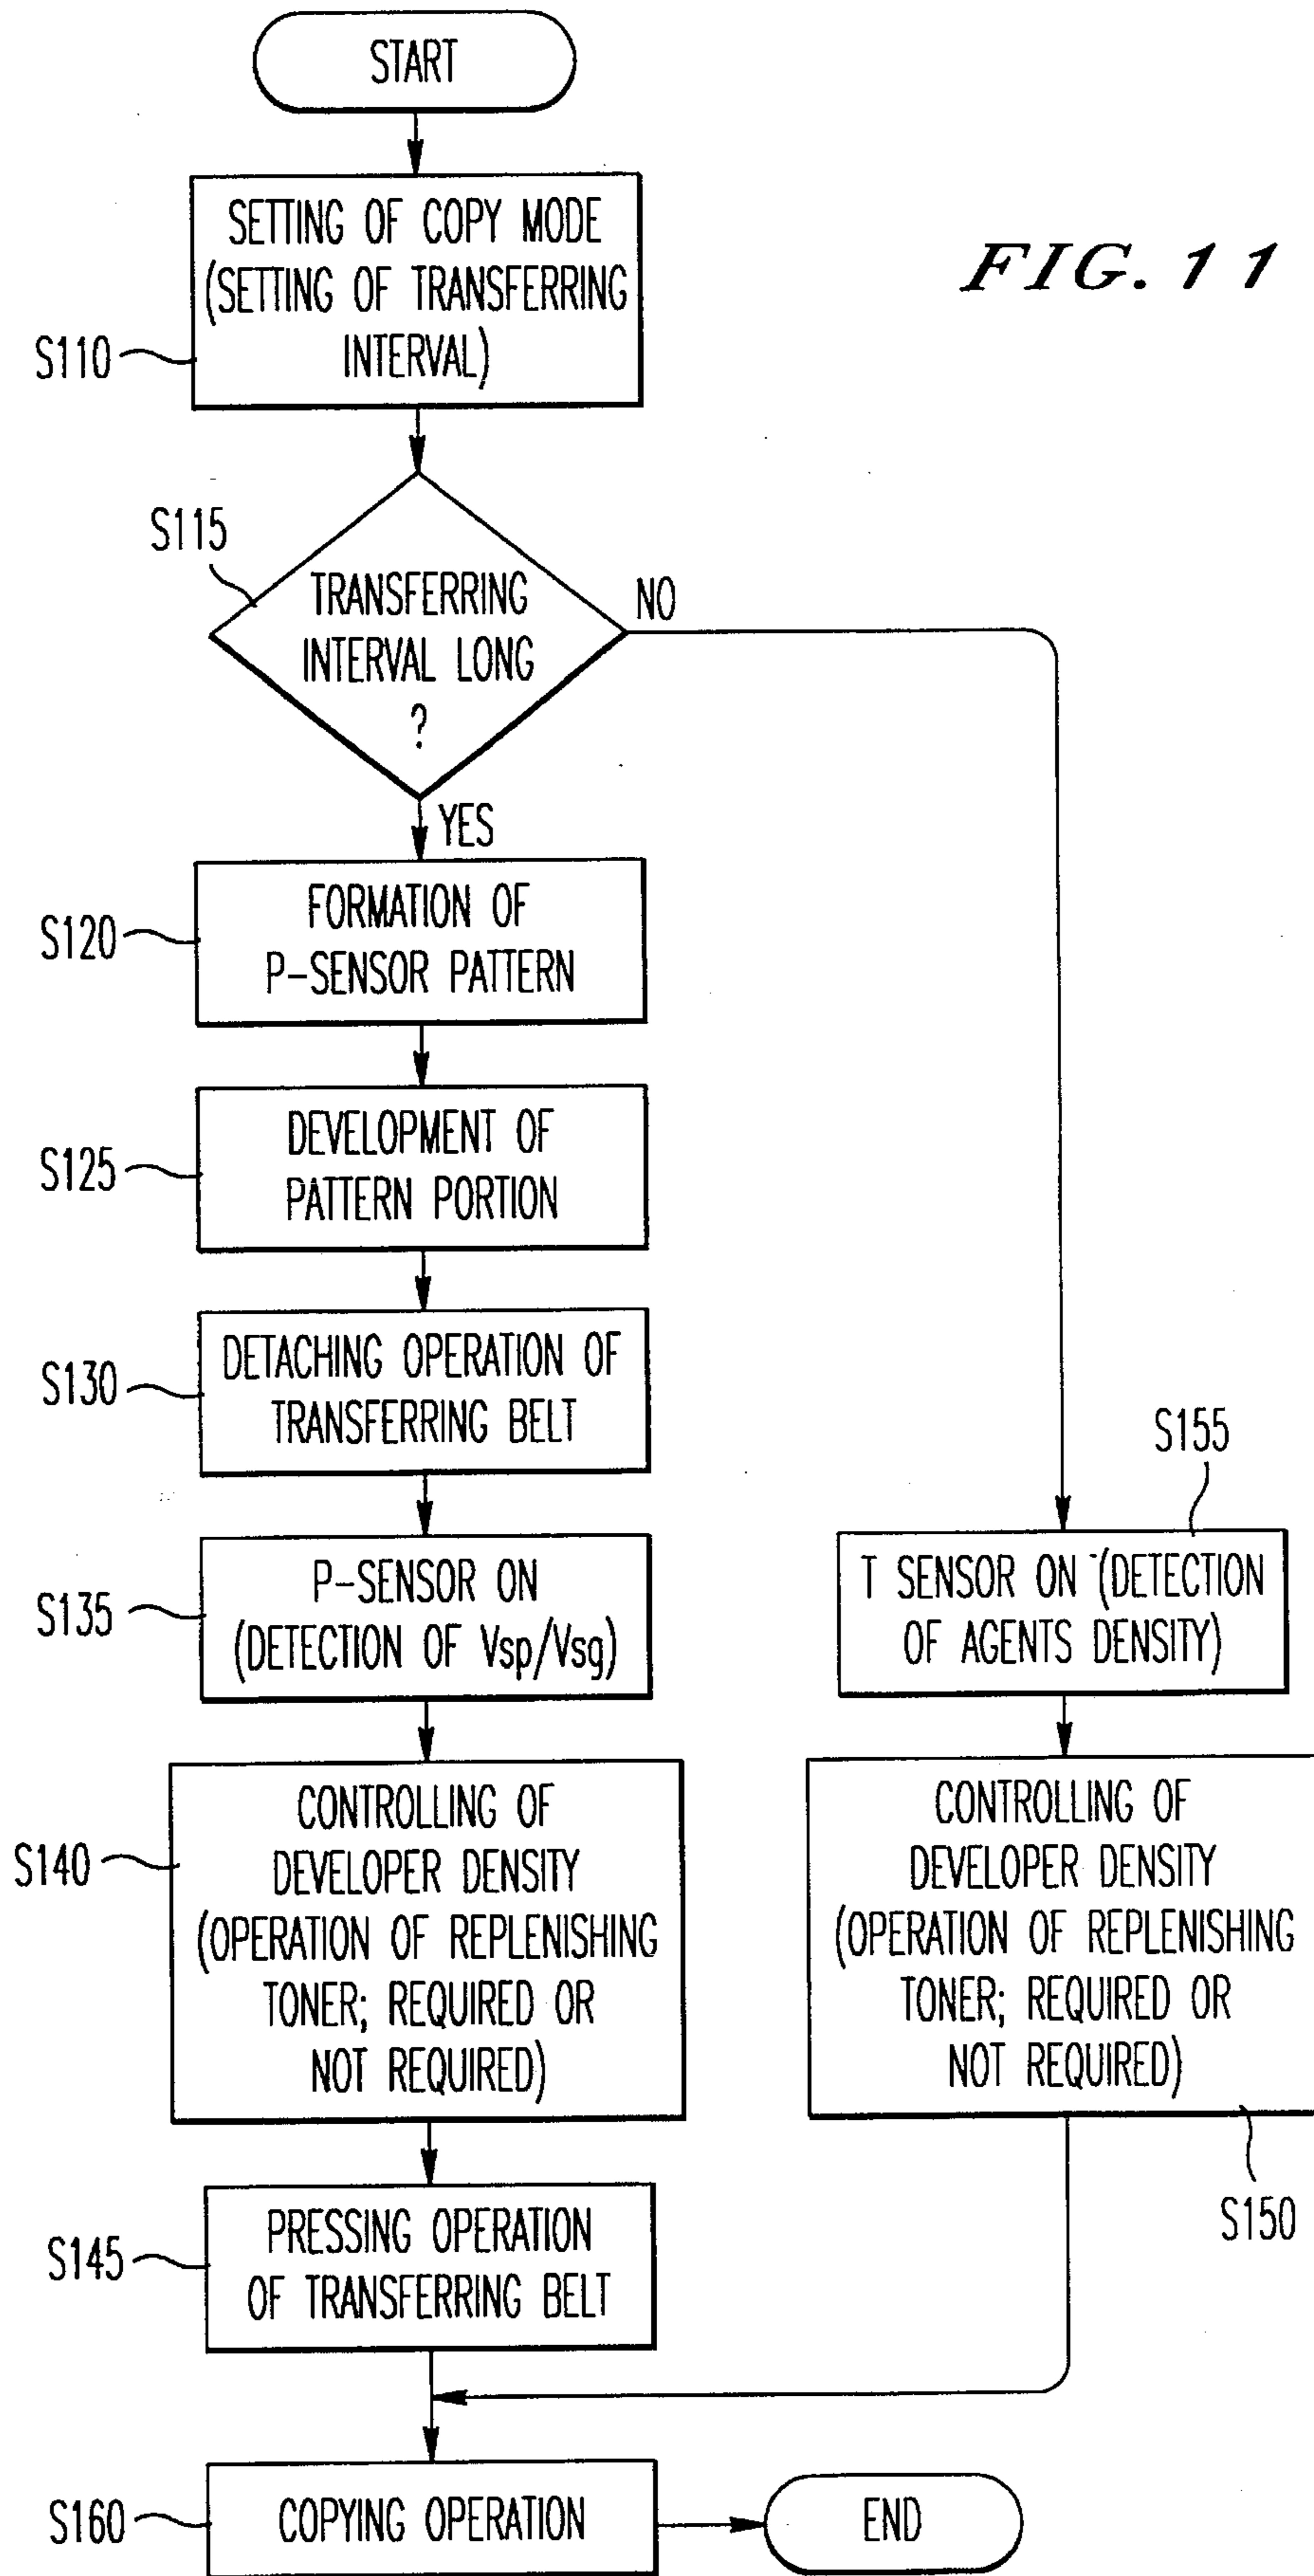 START
FIG. 11
SETTING OF COPY MODE
(SETTING OF TRANSFERRING
INTERVAL)
S110
S115
TRANSFERRING
INTERVAL LONG
?
NO
YES
S120
FORMATION OF
P-SENSOR PATTERN
S125
DEVELOPMENT OF
PATTERN PORTION
S130
DETACHING OPERATION OF
TRANSFERRING BELT
S135
P-SENSOR ON
(DETECTION OF Vsp/Vsg)
S155
T SENSOR ON (DETECTION
OF AGENTS DENSITY)
S140
CONTROLLING OF
DEVELOPER DENSITY
(OPERATION OF REPLENISHING
TONER; REQUIRED OR
NOT REQUIRED)
CONTROLLING OF
DEVELOPER DENSITY
(OPERATION OF REPLENISHING
TONER; REQUIRED OR
NOT REQUIRED)
S150
S145
PRESSING OPERATION
OF TRANSFERRING BELT
S160
COPYING OPERATION
END